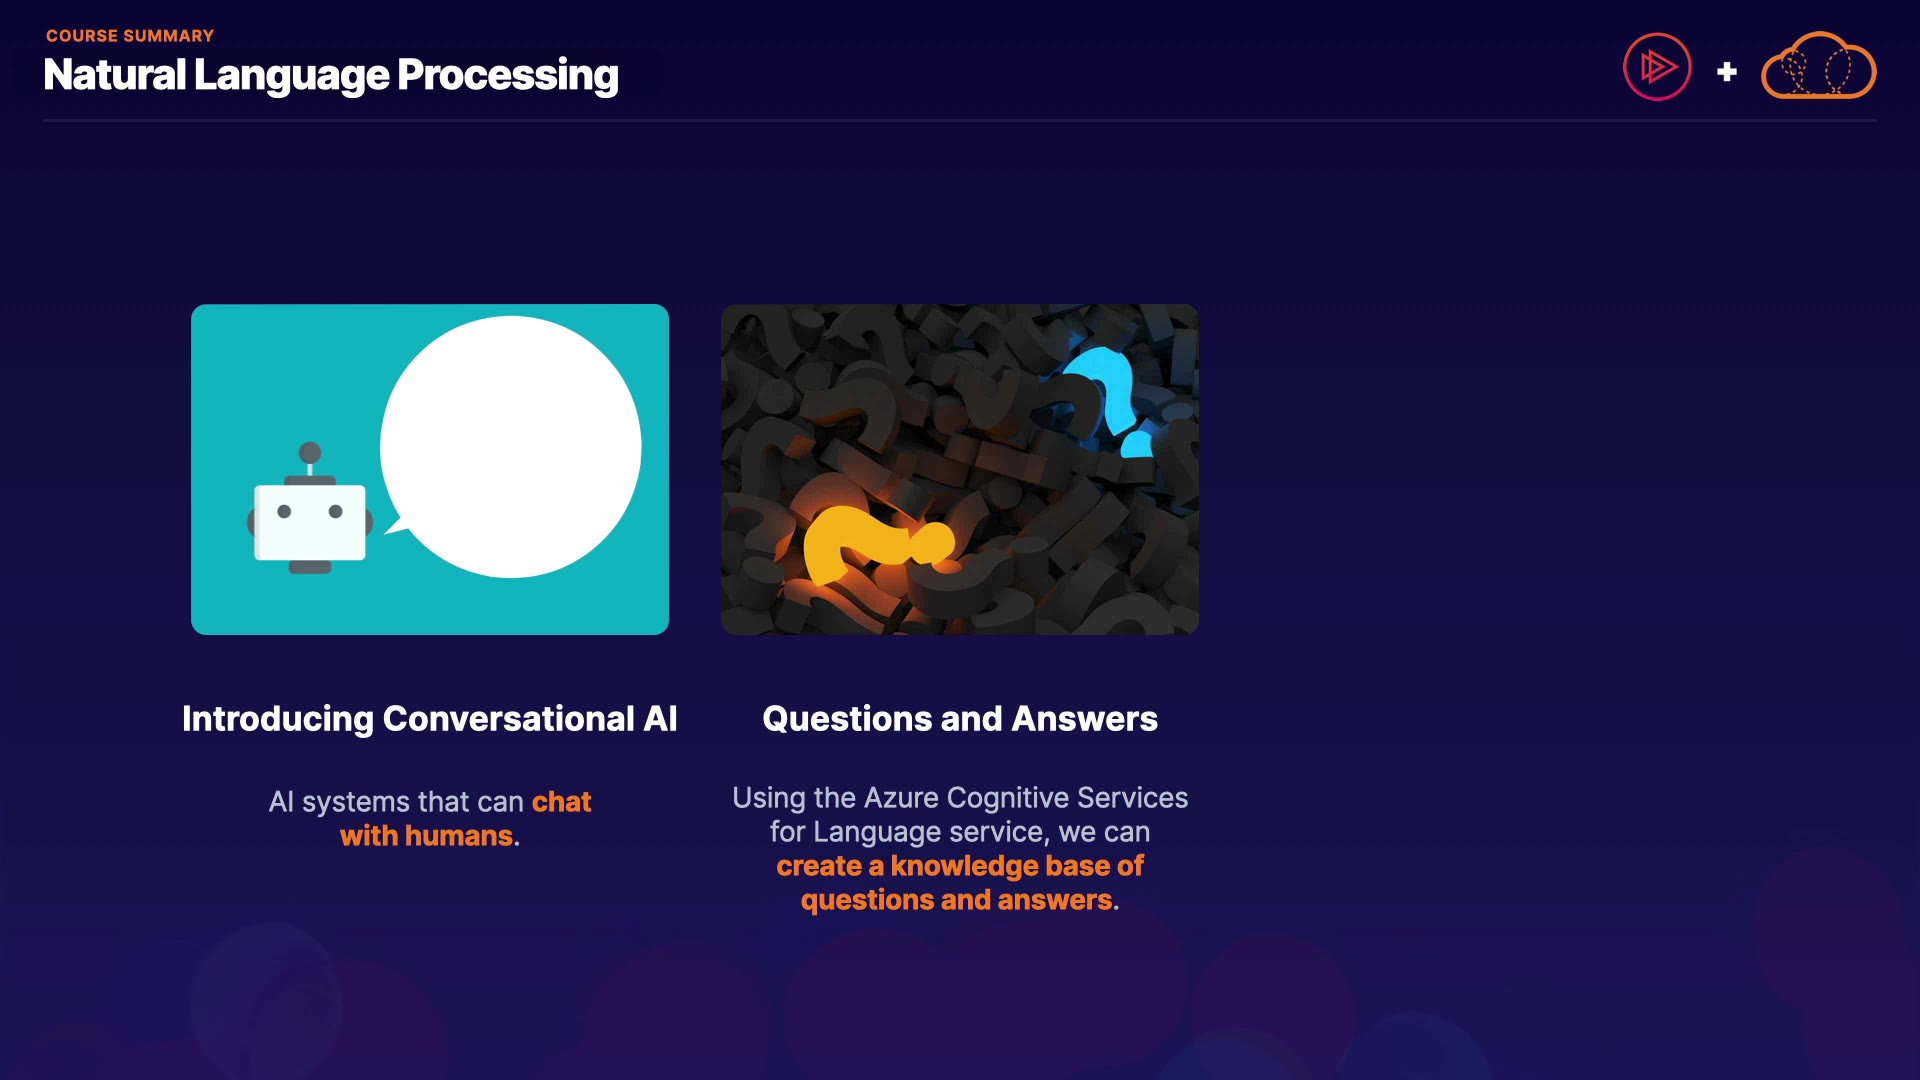 COURSE SUMMARY
Natural Language Processing
Introducing Conversational AI
AI systems that can chat
with humans.
Questions and Answers
Using the Azure Cognitive Services
for Language service, we can
create a knowledge base of
questions and answers.